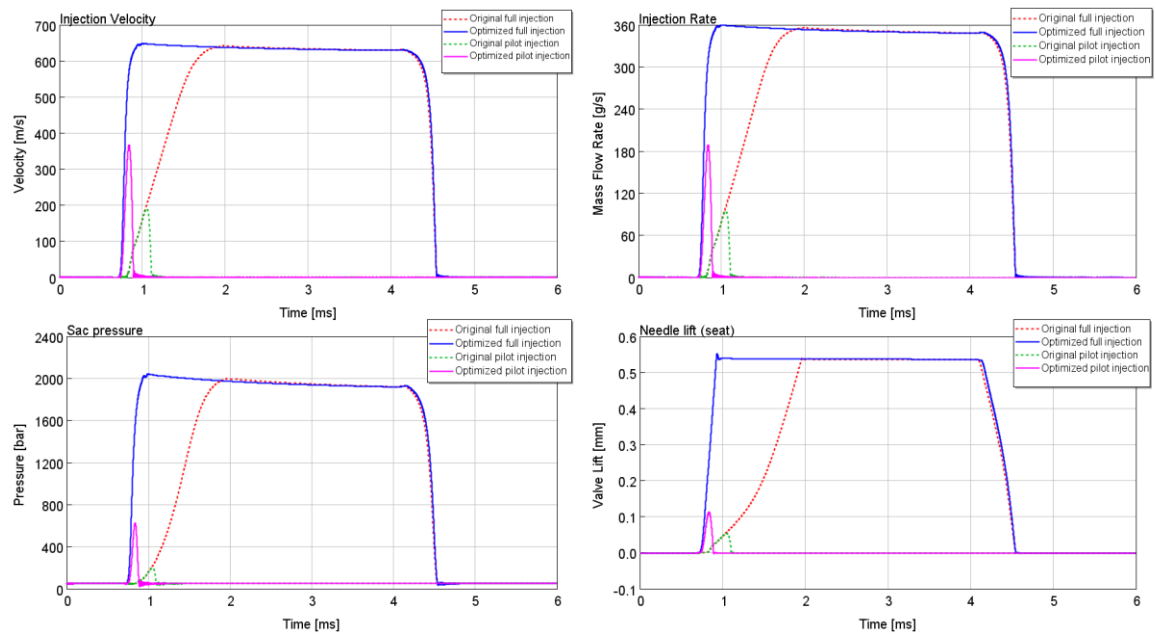 Injection Velocity
700
600
500
400
300
200
100
0
Velocity [m/s]
0 1 2 3 4 5 6
Time [ms]
Original full injection
Optimized full injection
Original pilot injection
Optimized pilot injection
Injection Rate
360
300
240
180
120
60
0
Mass Flow Rate [g/s]
0 1 2 3 4 5 6
Time [ms]
Original full injection
Optimized full injection
Original pilot injection
Optimized pilot injection
Sac pressure
2400
2000
1600
1200
800
400
0
Pressure [bar]
0 1 2 3 4 5 6
Time [ms]
Original full injection
Optimized full injection
Original pilot injection
Optimized pilot injection
Needle lift (seat)
0.6
0.5
0.4
0.3
0.2
0.1
0.0
-0.1
Valve Lift [mm]
0 1 2 3 4 5 6
Time [ms]
Original full injection
Optimized full injection
Original pilot injection
Optimized pilot injection